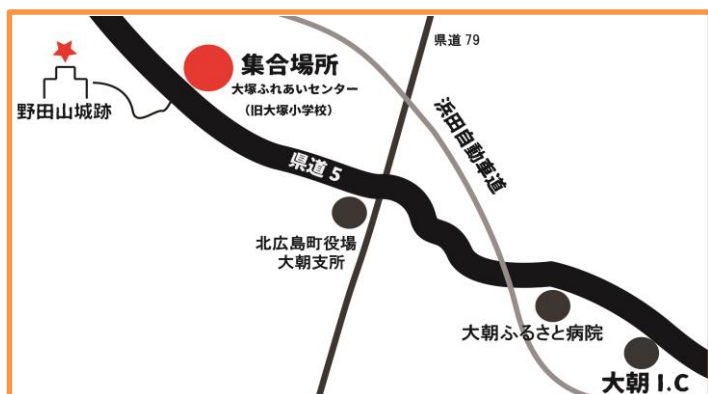 県道 79
集合場所
大塚ふれあいセンター
(旧大塚小学校)
野田山城跡
浜田自動車道
県道 5
北広島町役場
大朝支所
大朝ふるさと病院
大朝 I.C